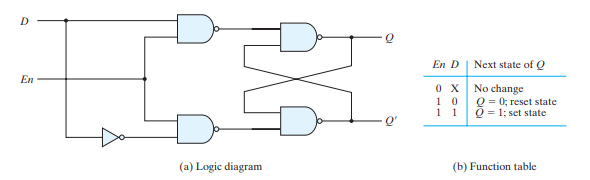 D
En
Q
Q'
(a) Logic diagram
En D Next state of Q
0 X No change
1 0 Q = 0; reset state
1 1 Q = 1; set state
(b) Function table